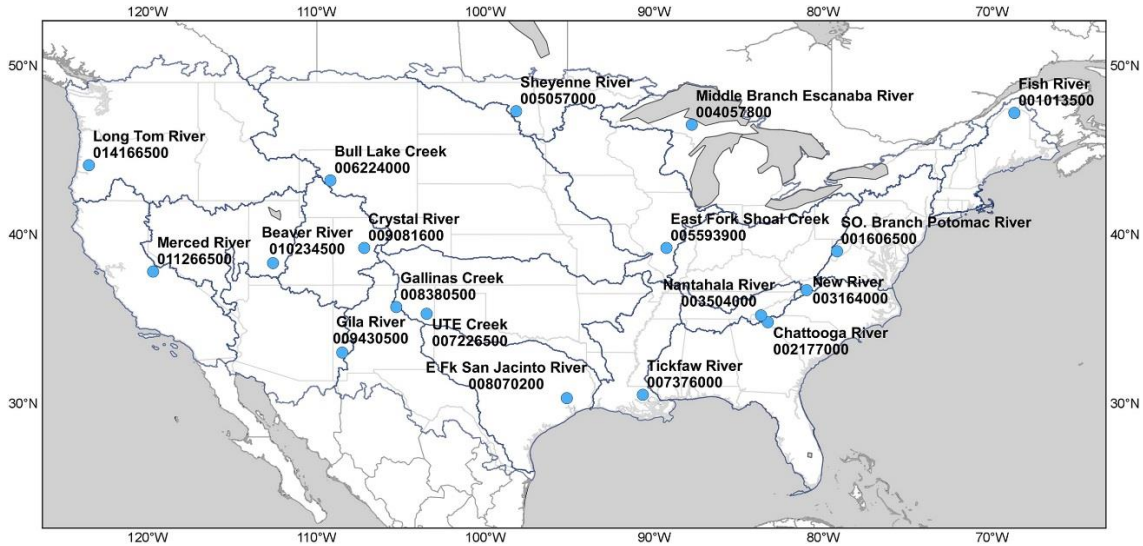 120°W 110°W 100°W 90°W 80°W 70°W
50°N 50°N
Sheyenne River
005057000
Middle Branch Escanaba River
004057800
Fish River
001013500
Long Tom River
014166500
Bull Lake Creek
006224000
40°N 40°N
Merced River
011266500
Beaver River
010234500
Crystal River
009081600
East Fork Shoal Creek
005593900
SO. Branch Potomac River
001606500
Gallinas Creek
008380500
Nantahala River
003504000
New River
003164000
Gila River
009430500
UTE Creek
007226500
Chattooga River
002177000
E Fk San Jacinto River
008070200
Tickfaw River
007376000
30°N 30°N
120°W 110°W 100°W 90°W 80°W 70°W